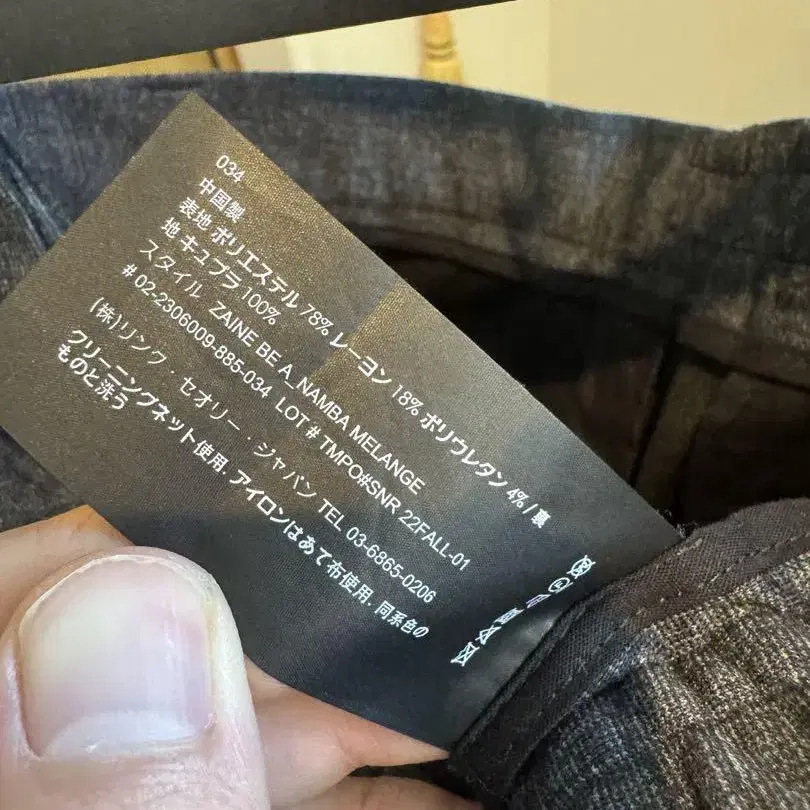 034
中国製
表地 ポリエステル 78% レーヨン 18% ポリウレタン 4% / 裏
地 キュプラ 100%
スタイル ZAINE BE A_NAMBA MELANGE
# 02-2306009-885-034 LOT # TMPO#SNR 22FALL-01
(株)リンク・セオリー・ジャパン TEL 03-6865-0206
クリーニングネット使用. アイロンはあて布使用. 同系色の
ものと洗う